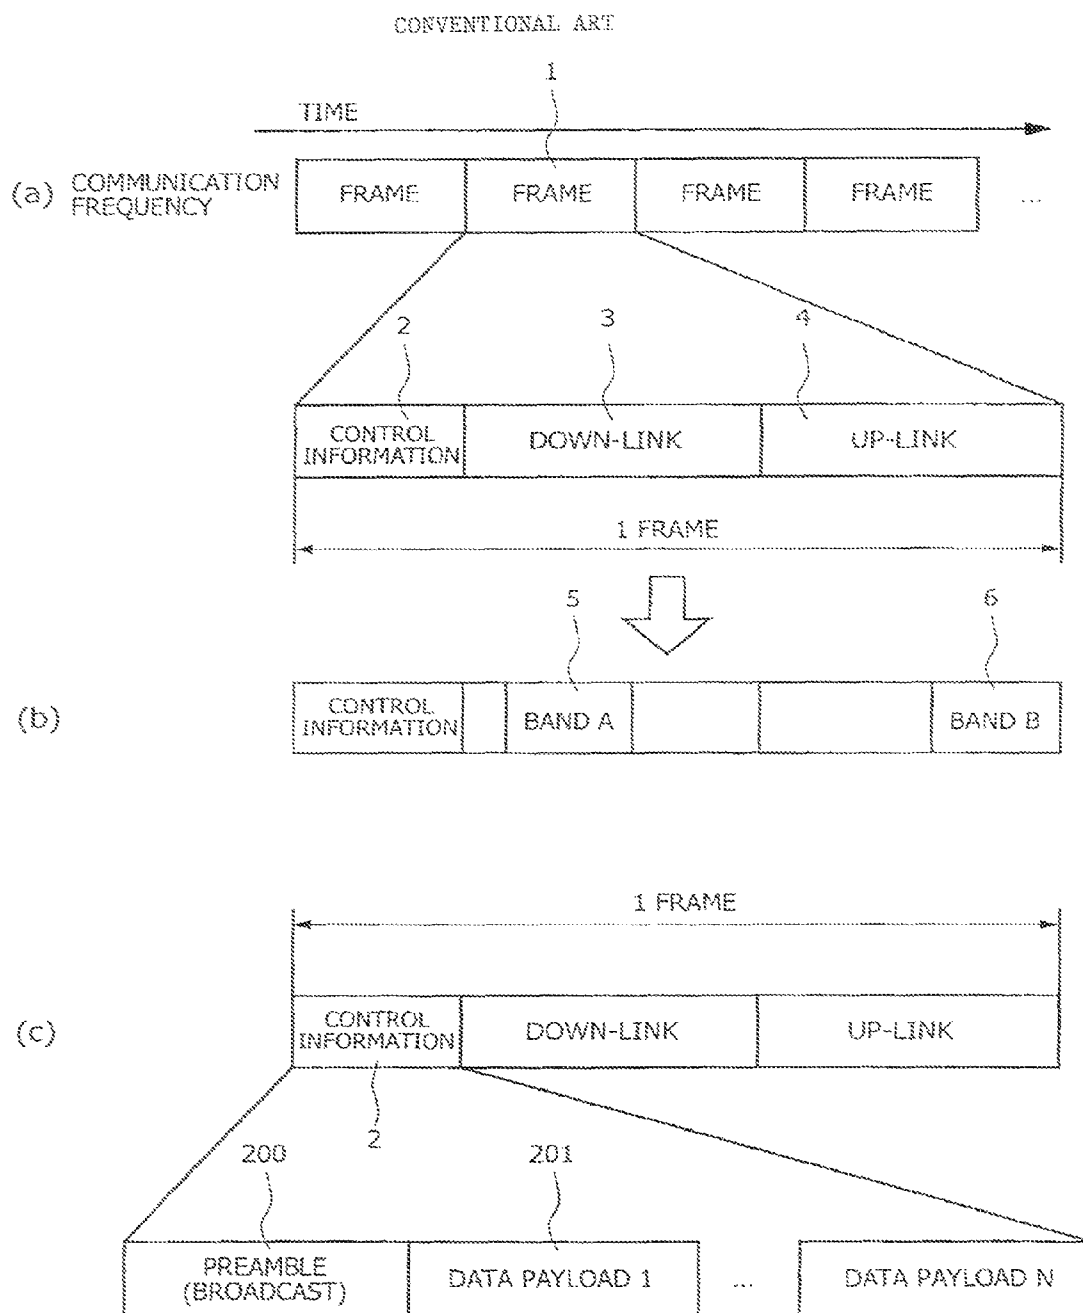 CONVENTIONAL ART
1
TIME
(a) COMMUNICATION
FREQUENCY
FRAME FRAME FRAME FRAME ...
2 3 4
CONTROL
INFORMATION
DOWN-LINK UP-LINK
1 FRAME
5 6
(b) CONTROL
INFORMATION
BAND A BAND B
1 FRAME
(c) CONTROL
INFORMATION
DOWN-LINK UP-LINK
2
200 201
PREAMBLE
(BROADCAST)
DATA PAYLOAD 1 ... DATA PAYLOAD N